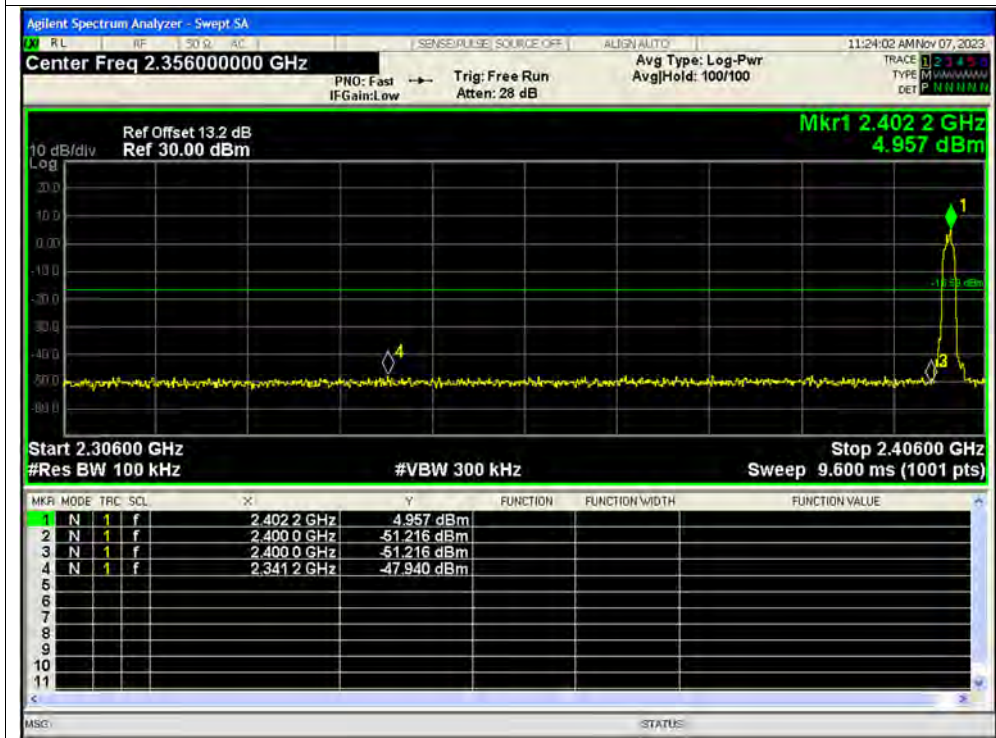 Agilent Spectrum Analyzer - Swept SA
RL RF 50 Ω AC SENSE:PULSE SOURCE OFF ALIGN AUTO 11:24:02 AM Nov 07, 2023
Center Freq 2.356000000 GHz
PNO: Fast
IFGain:Low
Trig: Free Run
Atten: 28 dB
Avg Type: Log-Pwr
Avg|Hold: 100/100
TRACE 1 2 3 4 5 6
TYPE M WWWWW
DET P N N N N N
Mkr1 2.402 2 GHz
4.957 dBm
Ref Offset 13.2 dB
10 dB/div Ref 30.00 dBm
Log
20.0
10.0
0.00
-10.0
-20.0
-30.0
-40.0
-50.0
-60.0
1
4
3
Start 2.30600 GHz
Stop 2.40600 GHz
#Res BW 100 kHz
#VBW 300 kHz
Sweep 9.600 ms (1001 pts)
MKR MODE TRC SCL X Y FUNCTION FUNCTION WIDTH FUNCTION VALUE
1 N 1 f 2.402 2 GHz 4.957 dBm
2 N 1 f 2.400 0 GHz -51.216 dBm
3 N 1 f 2.400 0 GHz -51.216 dBm
4 N 1 f 2.341 2 GHz -47.940 dBm
5
6
7
8
9
10
11
MSG STATUS